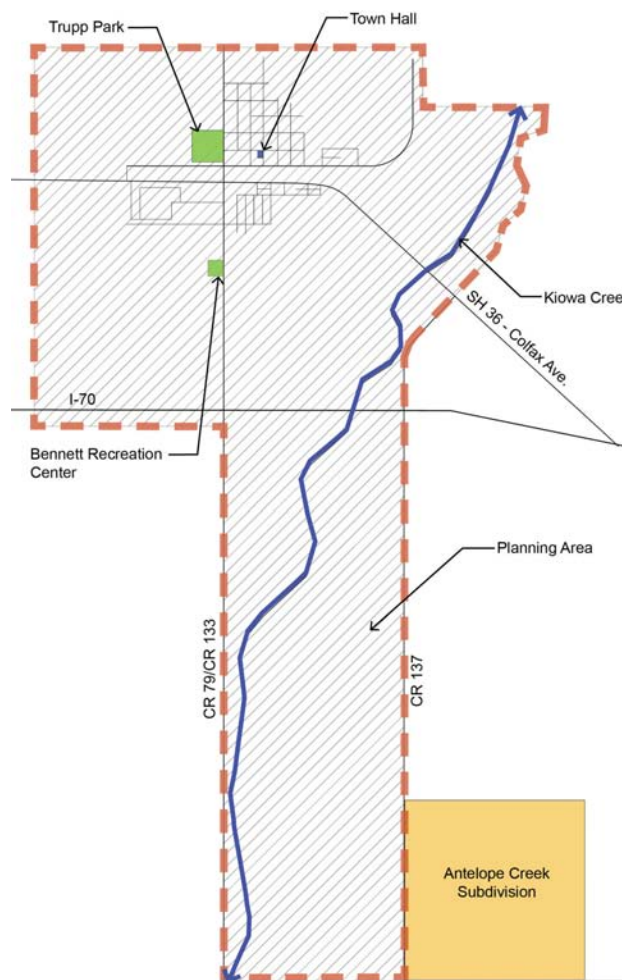 Trupp Park
Town Hall
Kiowa Cree
SH 36 - Colfax Ave.
I-70
Bennett Recreation
Center
Planning Area
CR 79/CR 133
CR 137
Antelope Creek
Subdivision